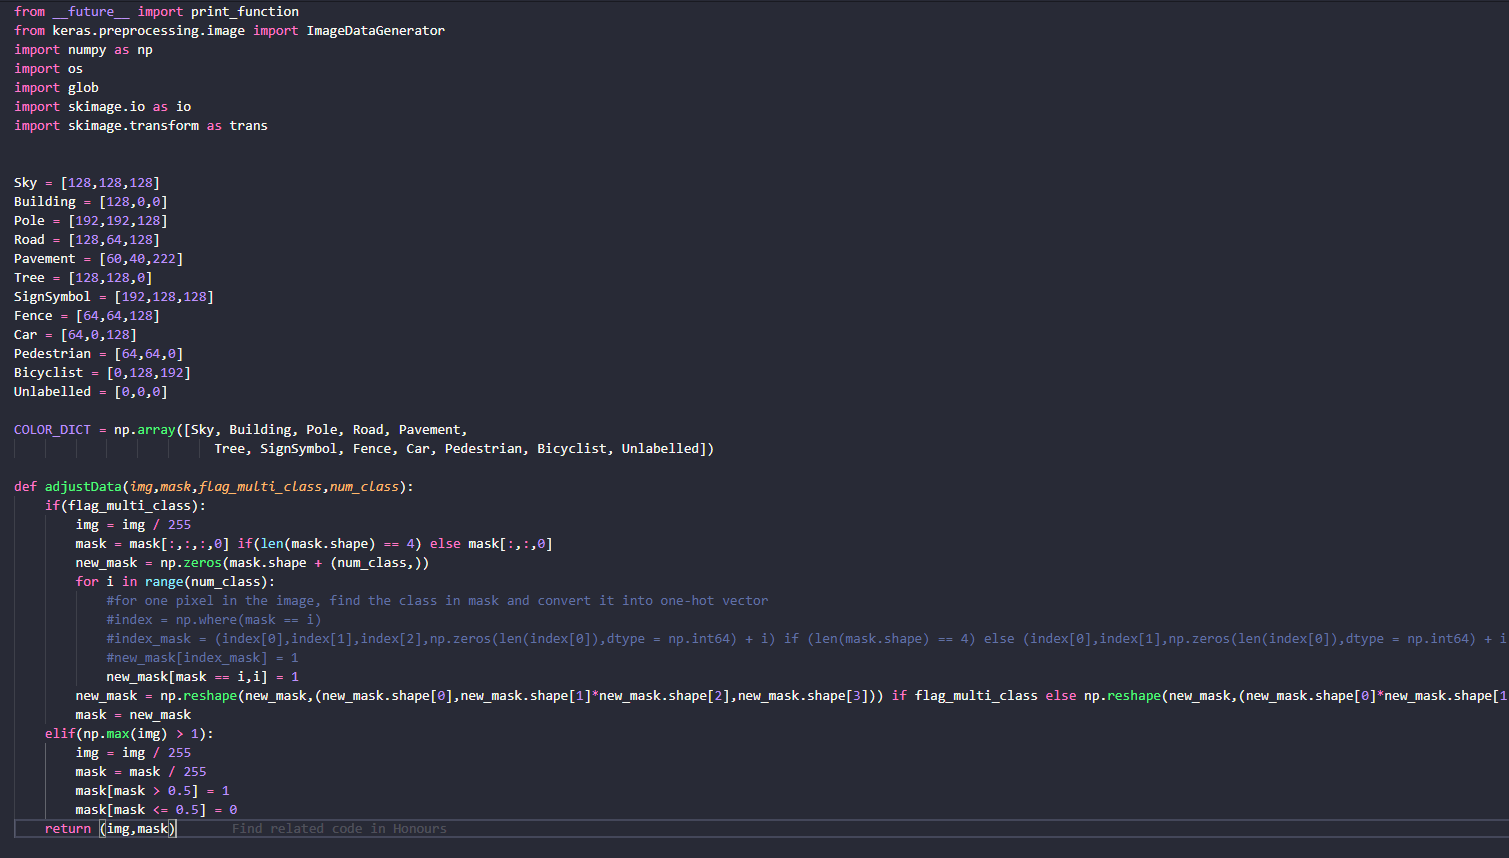 from __future__ import print_function
from keras.preprocessing.image import ImageDataGenerator
import numpy as np
import os
import glob
import skimage.io as io
import skimage.transform as trans
Sky = [128,128,128]
Building = [128,0,0]
Pole = [192,192,128]
Road = [128,64,128]
Pavement = [60,40,222]
Tree = [128,128,0]
SignSymbol = [192,128,128]
Fence = [64,64,128]
Car = [64,0,128]
Pedestrian = [64,64,0]
Bicyclist = [0,128,192]
Unlabelled = [0,0,0]
COLOR_DICT = np.array([Sky, Building, Pole, Road, Pavement,
                          Tree, SignSymbol, Fence, Car, Pedestrian, Bicyclist, Unlabelled])
def adjustData(img,mask,flag_multi_class,num_class):
    if(flag_multi_class):
        img = img / 255
        mask = mask[:,:,:,0] if(len(mask.shape) == 4) else mask[:,:,0]
        new_mask = np.zeros(mask.shape + (num_class,))
        for i in range(num_class):
            #for one pixel in the image, find the class in mask and convert it into one-hot vector
            #index = np.where(mask == i)
            #index_mask = (index[0],index[1],index[2],np.zeros(len(index[0]),dtype = np.int64) + i) if (len(mask.shape) == 4) else (index[0],index[1],np.zeros(len(index[0]),dtype = np.int64) + i
            #new_mask[index_mask] = 1
            new_mask[mask == i,i] = 1
        new_mask = np.reshape(new_mask,(new_mask.shape[0],new_mask.shape[1]*new_mask.shape[2],new_mask.shape[3])) if flag_multi_class else np.reshape(new_mask,(new_mask.shape[0]*new_mask.shape[1
        mask = new_mask
    elif(np.max(img) > 1):
        img = img / 255
        mask = mask / 255
        mask[mask > 0.5] = 1
        mask[mask <= 0.5] = 0
    return (img,mask) Find related code in Honours